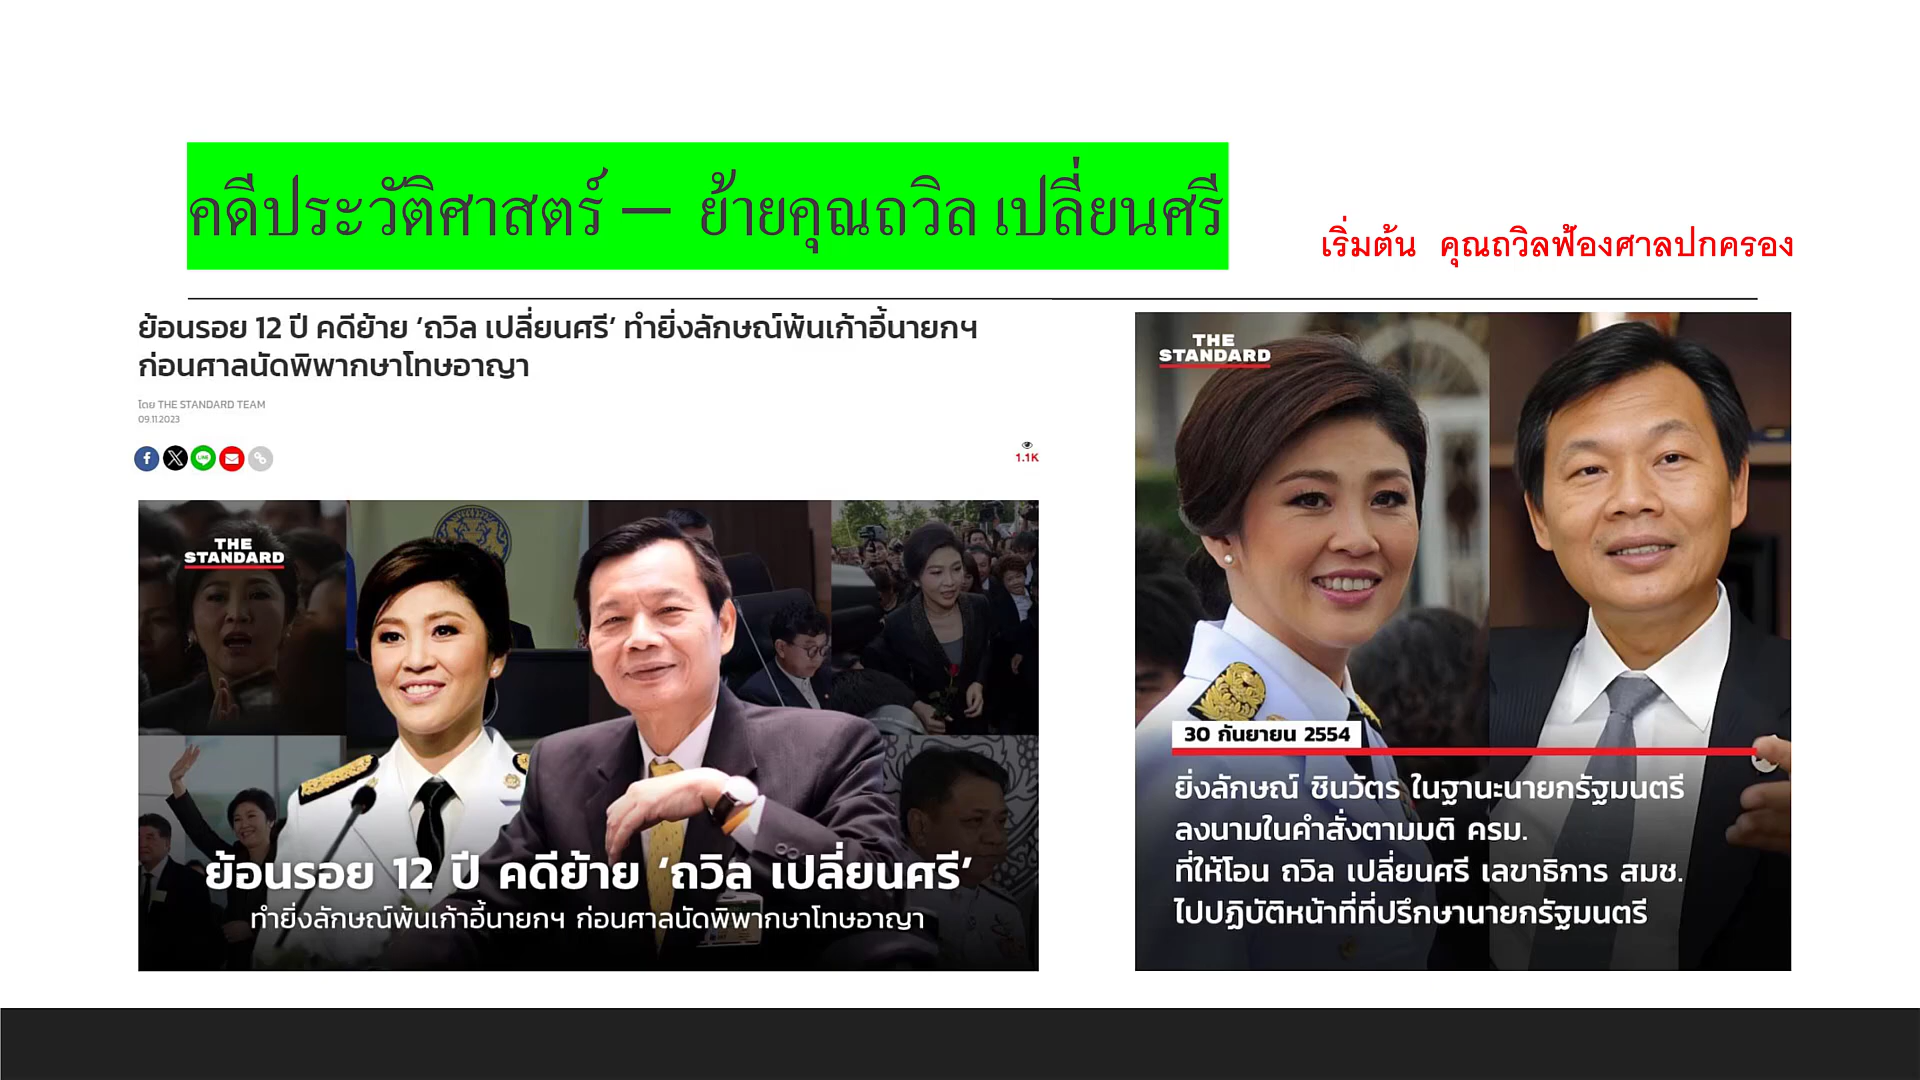 คดีประวัติศาสตร์ – ย้ายคุณถวิล เปลี่ยนศรี
เริ่มต้น คุณถวิลฟ้องศาลปกครอง
ย้อนรอย 12 ปี คดีย้าย ‘ถวิล เปลี่ยนศรี’ ทำยิ่งลักษณ์พ้นเก้าอี้นายกฯ
ก่อนศาลนัดพิพากษาโทษอาญา
โดย THE STANDARD TEAM
09.11.2023
1.1K
THE
STANDARD
ย้อนรอย 12 ปี คดีย้าย ‘ถวิล เปลี่ยนศรี’
ทำยิ่งลักษณ์พ้นเก้าอี้นายกฯ ก่อนศาลนัดพิพากษาโทษอาญา
THE
STANDARD
30 กันยายน 2554
ยิ่งลักษณ์ ชินวัตร ในฐานะนายกรัฐมนตรี
ลงนามในคำสั่งตามมติ ครม.
ที่ให้โอน ถวิล เปลี่ยนศรี เลขาธิการ สมช.
ไปปฏิบัติหน้าที่ที่ปรึกษานายกรัฐมนตรี